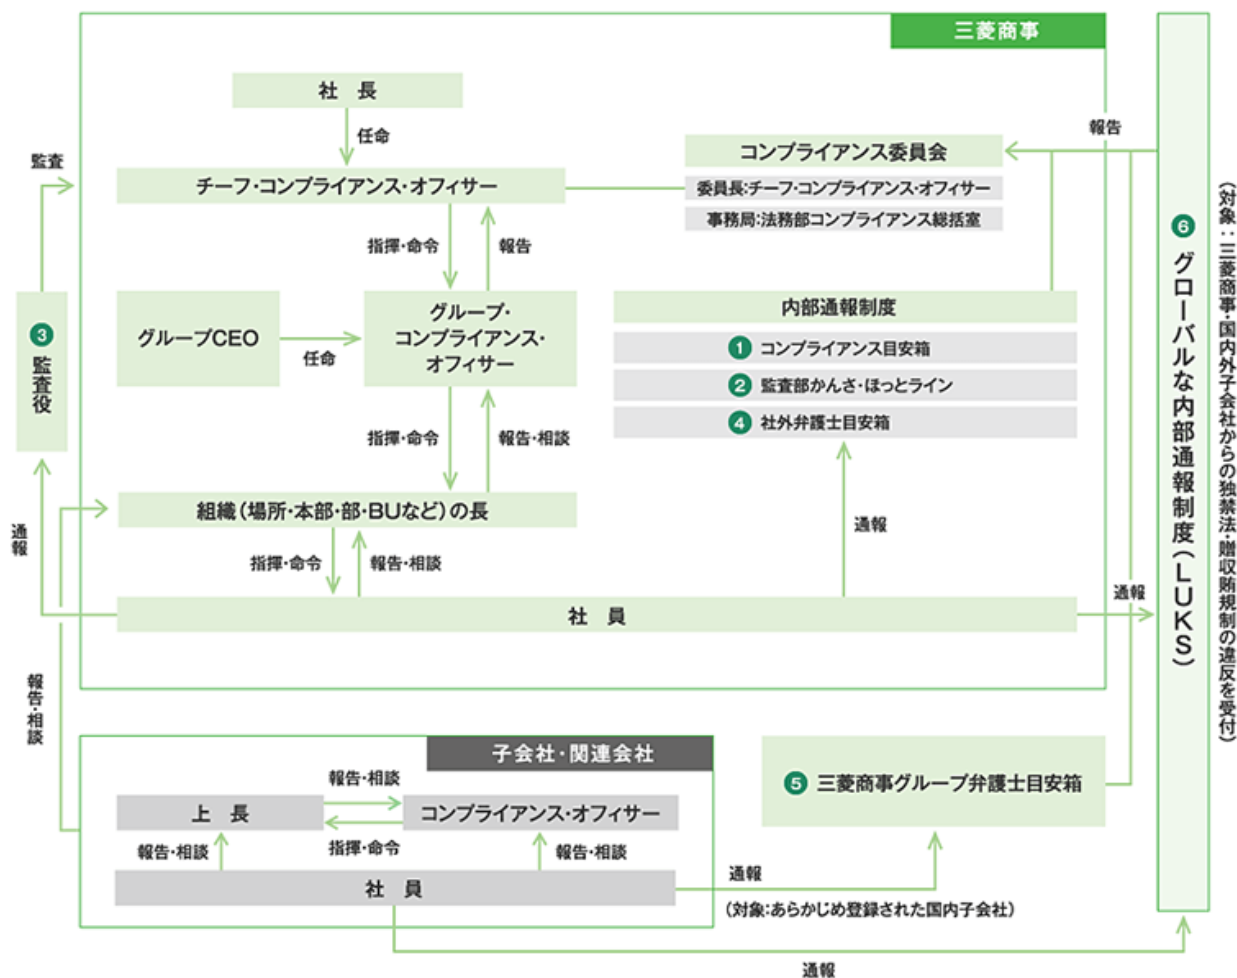 三菱商事
社 長
任命
監査
チーフ・コンプライアンス・オフィサー
コンプライアンス委員会
報告
委員長:チーフ・コンプライアンス・オフィサー
事務局:法務部コンプライアンス総括室
指揮・命令
報告
グループCEO
任命
グループ・
コンプライアンス・
オフィサー
内部通報制度
1 コンプライアンス目安箱
2 監査部かんさ・ほっとライン
4 社外弁護士目安箱
3 監査役
指揮・命令
報告・相談
組織(場所・本部・部・BUなど)の長
通報
指揮・命令
報告・相談
通報
社 員
通報
6 グローバルな内部通報制度(LUKS)
(対象:三菱商事・国内外子会社からの独禁法・贈収賄規制の違反を受付)
報告・相談
子会社・関連会社
上 長
報告・相談
指揮・命令
コンプライアンス・オフィサー
報告・相談
報告・相談
社 員
5 三菱商事グループ弁護士目安箱
通報
(対象:あらかじめ登録された国内子会社)
通報